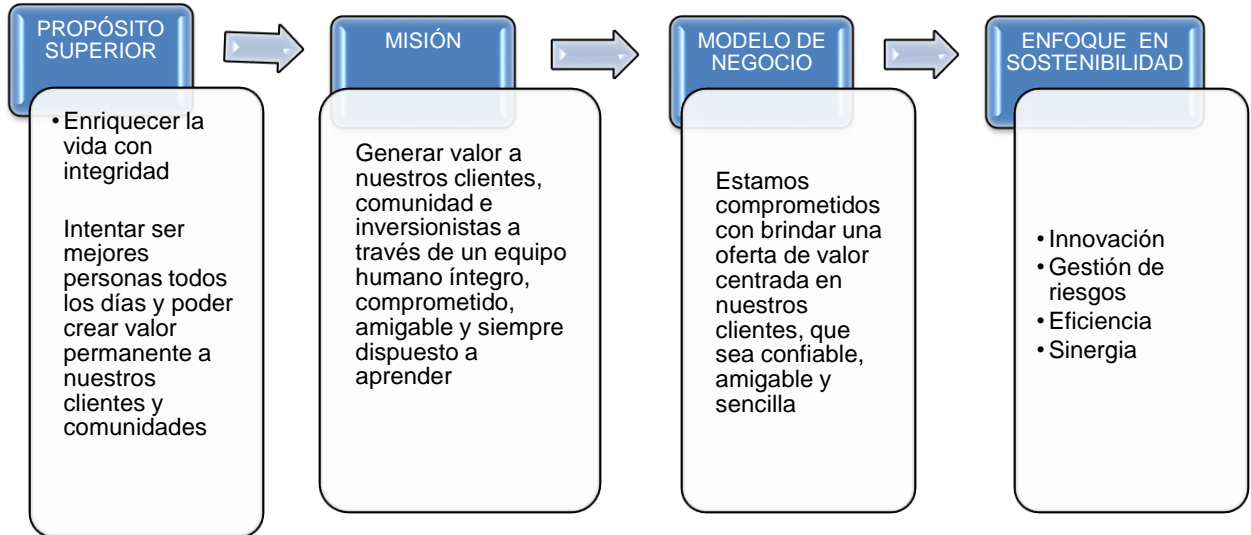 PROPÓSITO
SUPERIOR
•Enriquecer la
vida con
integridad
Intentar ser
mejores
personas todos
los días y poder
crear valor
permanente a
nuestros
clientes y
comunidades
MISIÓN
Generar valor a
nuestros clientes,
comunidad e
inversionistas a
través de un equipo
humano íntegro,
comprometido,
amigable y siempre
dispuesto a
aprender
MODELO DE
NEGOCIO
Estamos
comprometidos
con brindar una
oferta de valor
centrada en
nuestros
clientes, que
sea confiable,
amigable y
sencilla
ENFOQUE EN
SOSTENIBILIDAD
•Innovación
•Gestión de
riesgos
•Eficiencia
•Sinergia